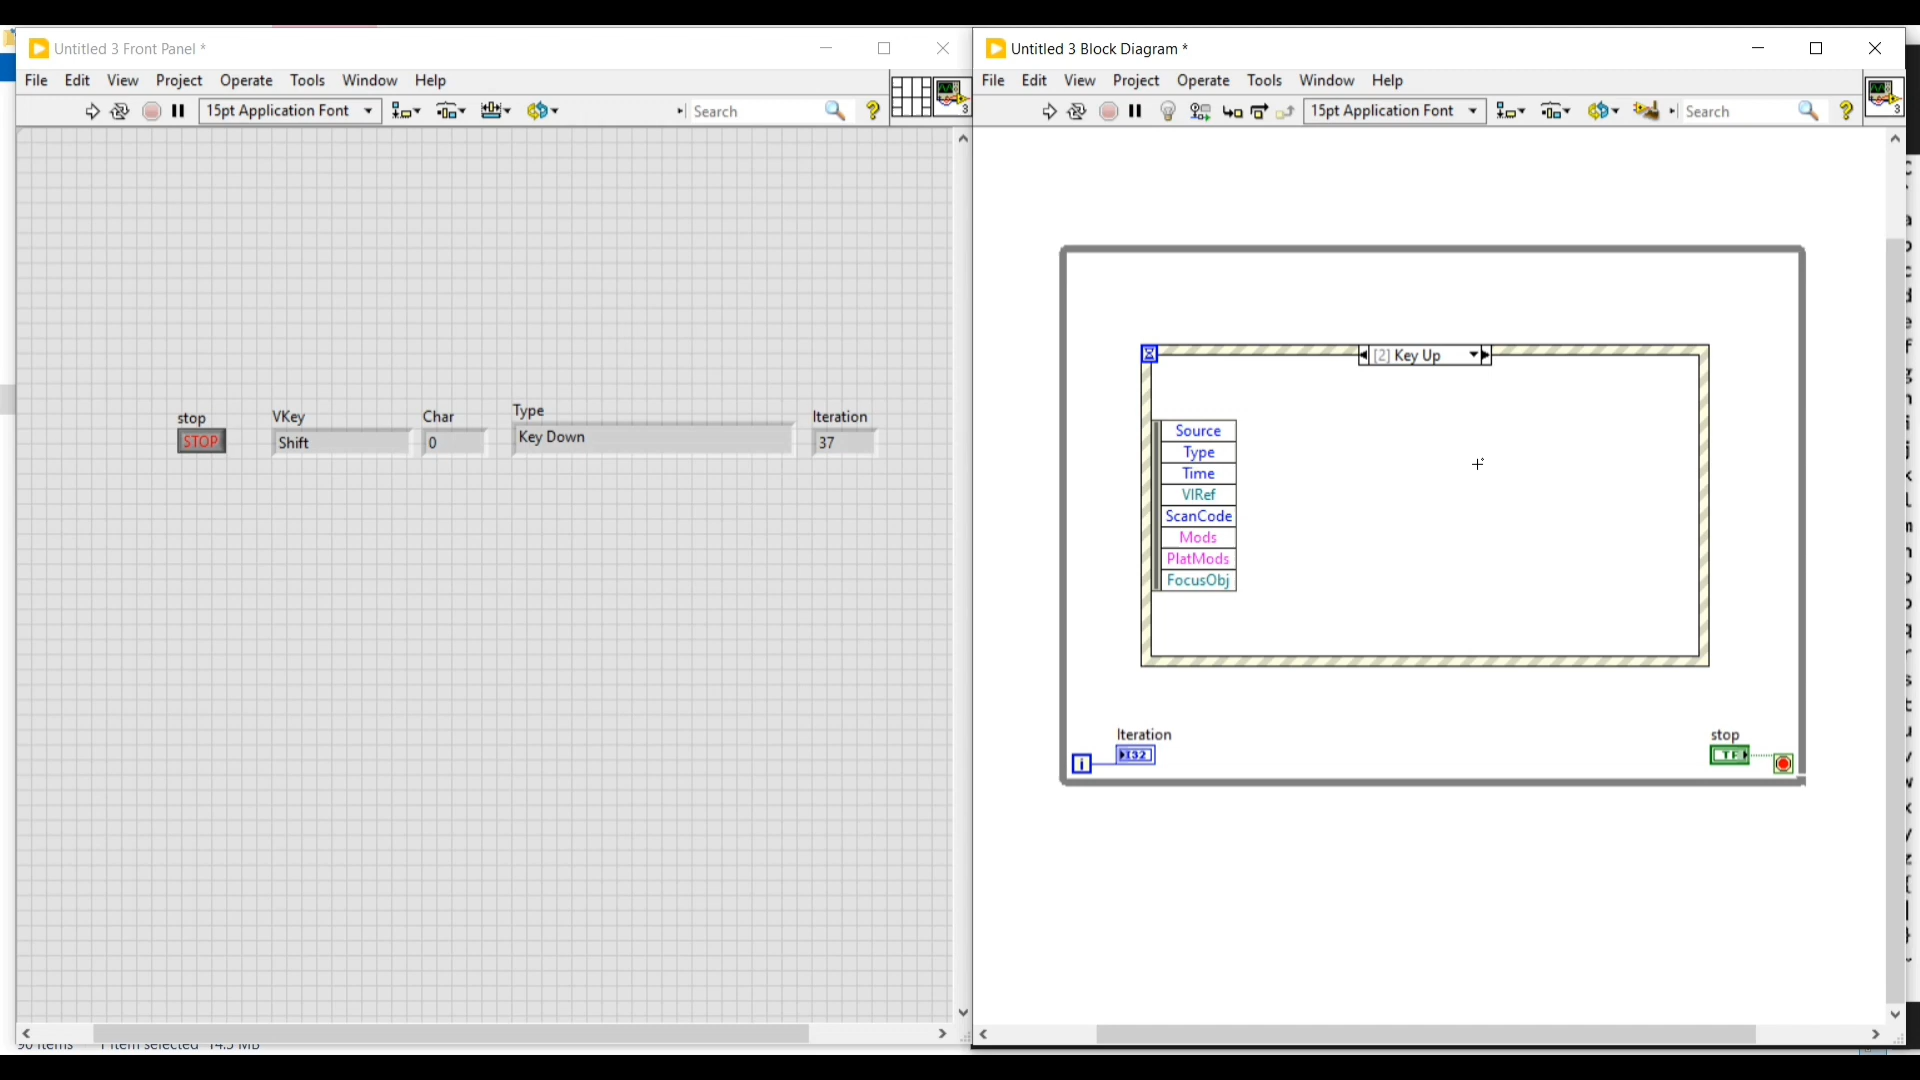 Untitled 3 Front Panel *
File Edit View Project Operate Tools Window Help
15pt Application Font
Search
3
stop
STOP
VKey
Shift
Char
0
Type
Key Down
Iteration
37
Untitled 3 Block Diagram *
File Edit View Project Operate Tools Window Help
15pt Application Font
Search
3
[2] Key Up
Source
Type
Time
VIRef
ScanCode
Mods
PlatMods
FocusObj
Iteration
I32
i
stop
TF